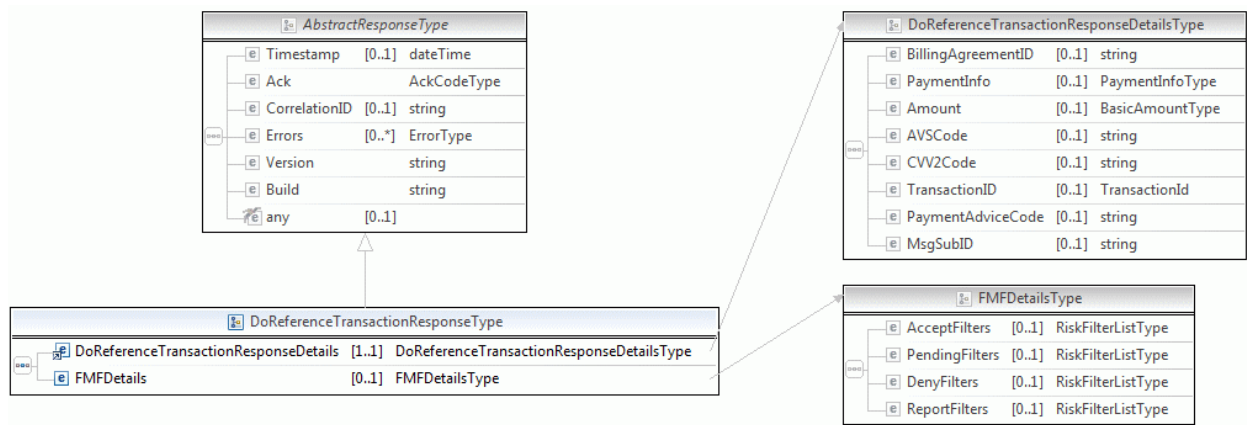 AbstractResponseType
e Timestamp [0..1] dateTime
e Ack AckCodeType
e CorrelationID [0..1] string
e Errors [0..*] ErrorType
e Version string
e Build string
e any [0..1]
DoReferenceTransactionResponseType
e DoReferenceTransactionResponseDetails [1..1] DoReferenceTransactionResponseDetailsType
e FMFDetails [0..1] FMFDetailsType
DoReferenceTransactionResponseDetailsType
e BillingAgreementID [0..1] string
e PaymentInfo [0..1] PaymentInfoType
e Amount [0..1] BasicAmountType
e AVSCode [0..1] string
e CVV2Code [0..1] string
e TransactionID [0..1] TransactionId
e PaymentAdviceCode [0..1] string
e MsgSubID [0..1] string
FMFDetailsType
e AcceptFilters [0..1] RiskFilterListType
e PendingFilters [0..1] RiskFilterListType
e DenyFilters [0..1] RiskFilterListType
e ReportFilters [0..1] RiskFilterListType